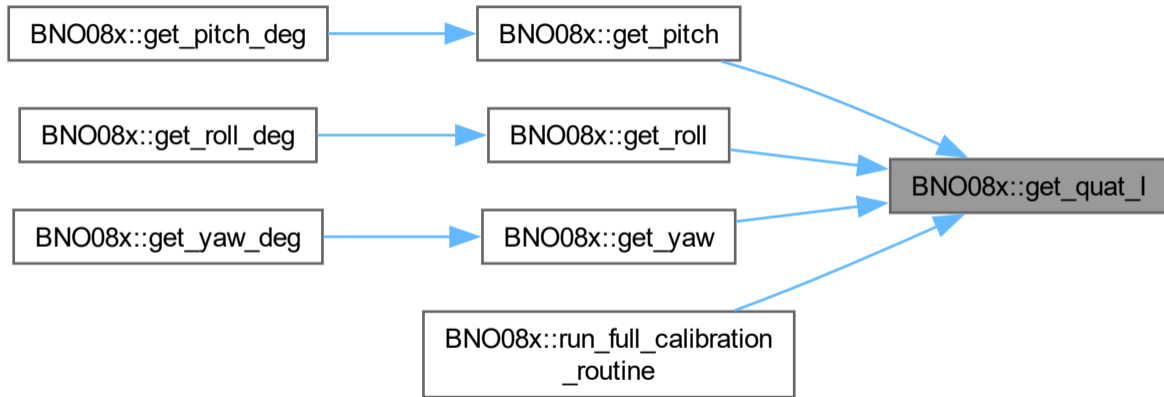 BNO08x::get_pitch_deg
BNO08x::get_pitch
BNO08x::get_roll_deg
BNO08x::get_roll
BNO08x::get_quat_I
BNO08x::get_yaw_deg
BNO08x::get_yaw
BNO08x::run_full_calibration
_routine